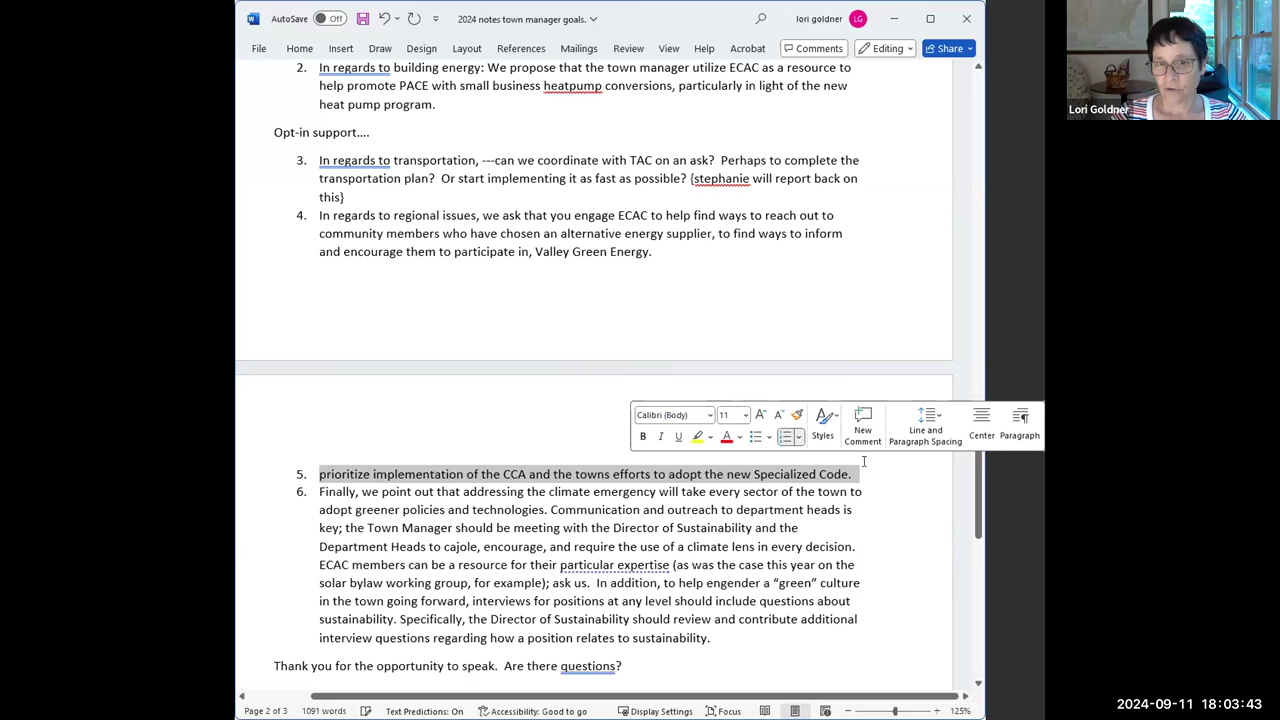 AutoSave
Off
2024 notes town manager goals.
lori goldner
LG
File
Home
Insert
Draw
Design
Layout
References
Mailings
Review
View
Help
Acrobat
Comments
Editing
Share
2. In regards to building energy: We propose that the town manager utilize ECAC as a resource to
help promote PACE with small business heatpump conversions, particularly in light of the new
heat pump program.
Opt-in support....
3. In regards to transportation, ---can we coordinate with TAC on an ask? Perhaps to complete the
transportation plan? Or start implementing it as fast as possible? {stephanie will report back on
this}
4. In regards to regional issues, we ask that you engage ECAC to help find ways to reach out to
community members who have chosen an alternative energy supplier, to find ways to inform
and encourage them to participate in, Valley Green Energy.
Calibri (Body)
11
Styles
New
Comment
Line and
Paragraph Spacing
Center
Paragraph
5. prioritize implementation of the CCA and the towns efforts to adopt the new Specialized Code.
6. Finally, we point out that addressing the climate emergency will take every sector of the town to
adopt greener policies and technologies. Communication and outreach to department heads is
key; the Town Manager should be meeting with the Director of Sustainability and the
Department Heads to cajole, encourage, and require the use of a climate lens in every decision.
ECAC members can be a resource for their particular expertise (as was the case this year on the
solar bylaw working group, for example); ask us. In addition, to help engender a “green” culture
in the town going forward, interviews for positions at any level should include questions about
sustainability. Specifically, the Director of Sustainability should review and contribute additional
interview questions regarding how a position relates to sustainability.
Thank you for the opportunity to speak. Are there questions?
Page 2 of 3
1091 words
Text Predictions: On
Accessibility: Good to go
Display Settings
Focus
125%
Lori Goldner
2024-09-11 18:03:43